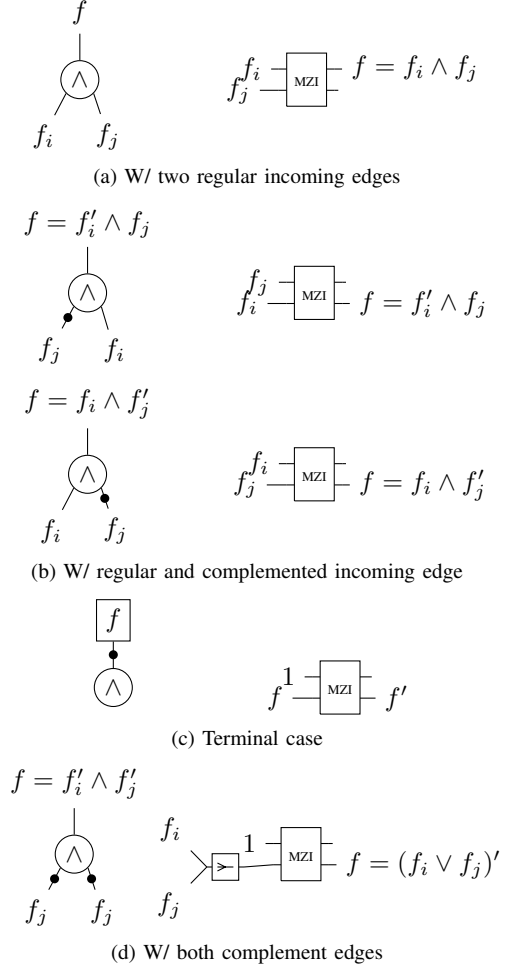 f
∧
f_i f_j
f_i
f_j MZI f = f_i ∧ f_j
(a) W/ two regular incoming edges
f = f_i′ ∧ f_j
∧
f_j f_i
f_j
f_i MZI f = f_i′ ∧ f_j
f = f_i ∧ f_j′
∧
f_i f_j
f_i
f_j MZI f = f_i ∧ f_j′
(b) W/ regular and complemented incoming edge
f
∧
1
f MZI f′
(c) Terminal case
f = f_i′ ∧ f_j′
∧
f_j f_j
f_i
f_j
≻ 1 MZI f = (f_i ∨ f_j)′
(d) W/ both complement edges